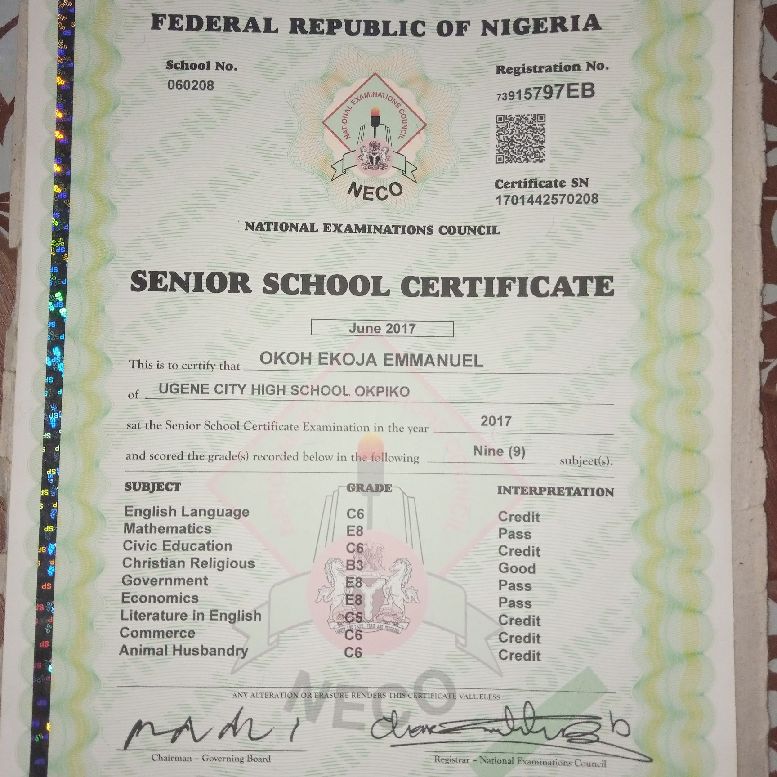 FEDERAL REPUBLIC OF NIGERIA
School No.
060208
Registration No.
73915797EB
NATIONAL EXAMINATIONS COUNCIL
NECO
Certificate SN
1701442570208
NATIONAL EXAMINATIONS COUNCIL
SENIOR SCHOOL CERTIFICATE
June 2017
This is to certify that OKOH EKOJA EMMANUEL
of UGENE CITY HIGH SCHOOL OKPIKO
sat the Senior School Certificate Examination in the year 2017
and scored the grade(s) recorded below in the following Nine (9) subject(s).
SUBJECT GRADE INTERPRETATION
English Language C6 Credit
Mathematics E8 Pass
Civic Education C6 Credit
Christian Religious B3 Good
Government E8 Pass
Economics E8 Pass
Literature in English C5 Credit
Commerce C6 Credit
Animal Husbandry C6 Credit
NECO
ANY ALTERATION OR ERASURE RENDERS THIS CERTIFICATE VALUELESS
Chairman - Governing Board
Registrar - National Examinations Council